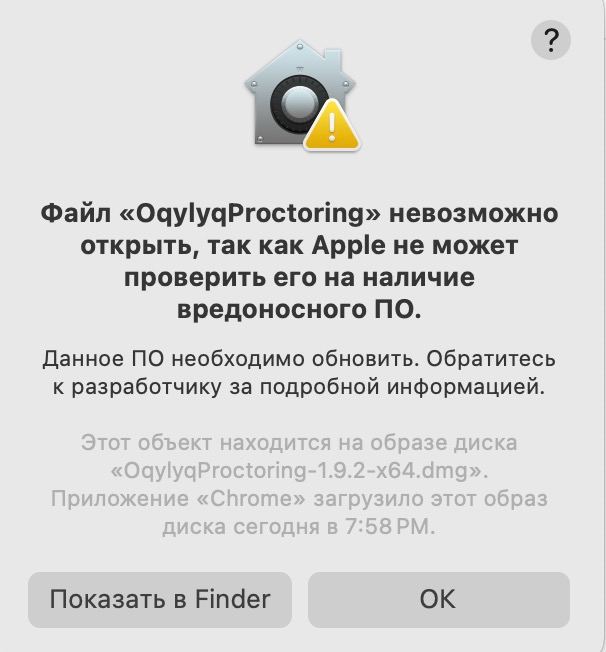 ?
Файл «OqylyqProctoring» невозможно
открыть, так как Apple не может
проверить его на наличие
вредоносного ПО.
Данное ПО необходимо обновить. Обратитесь
к разработчику за подробной информацией.
Этот объект находится на образе диска
«OqylyqProctoring-1.9.2-x64.dmg».
Приложение «Chrome» загрузило этот образ
диска сегодня в 7:58 PM.
Показать в Finder
OK